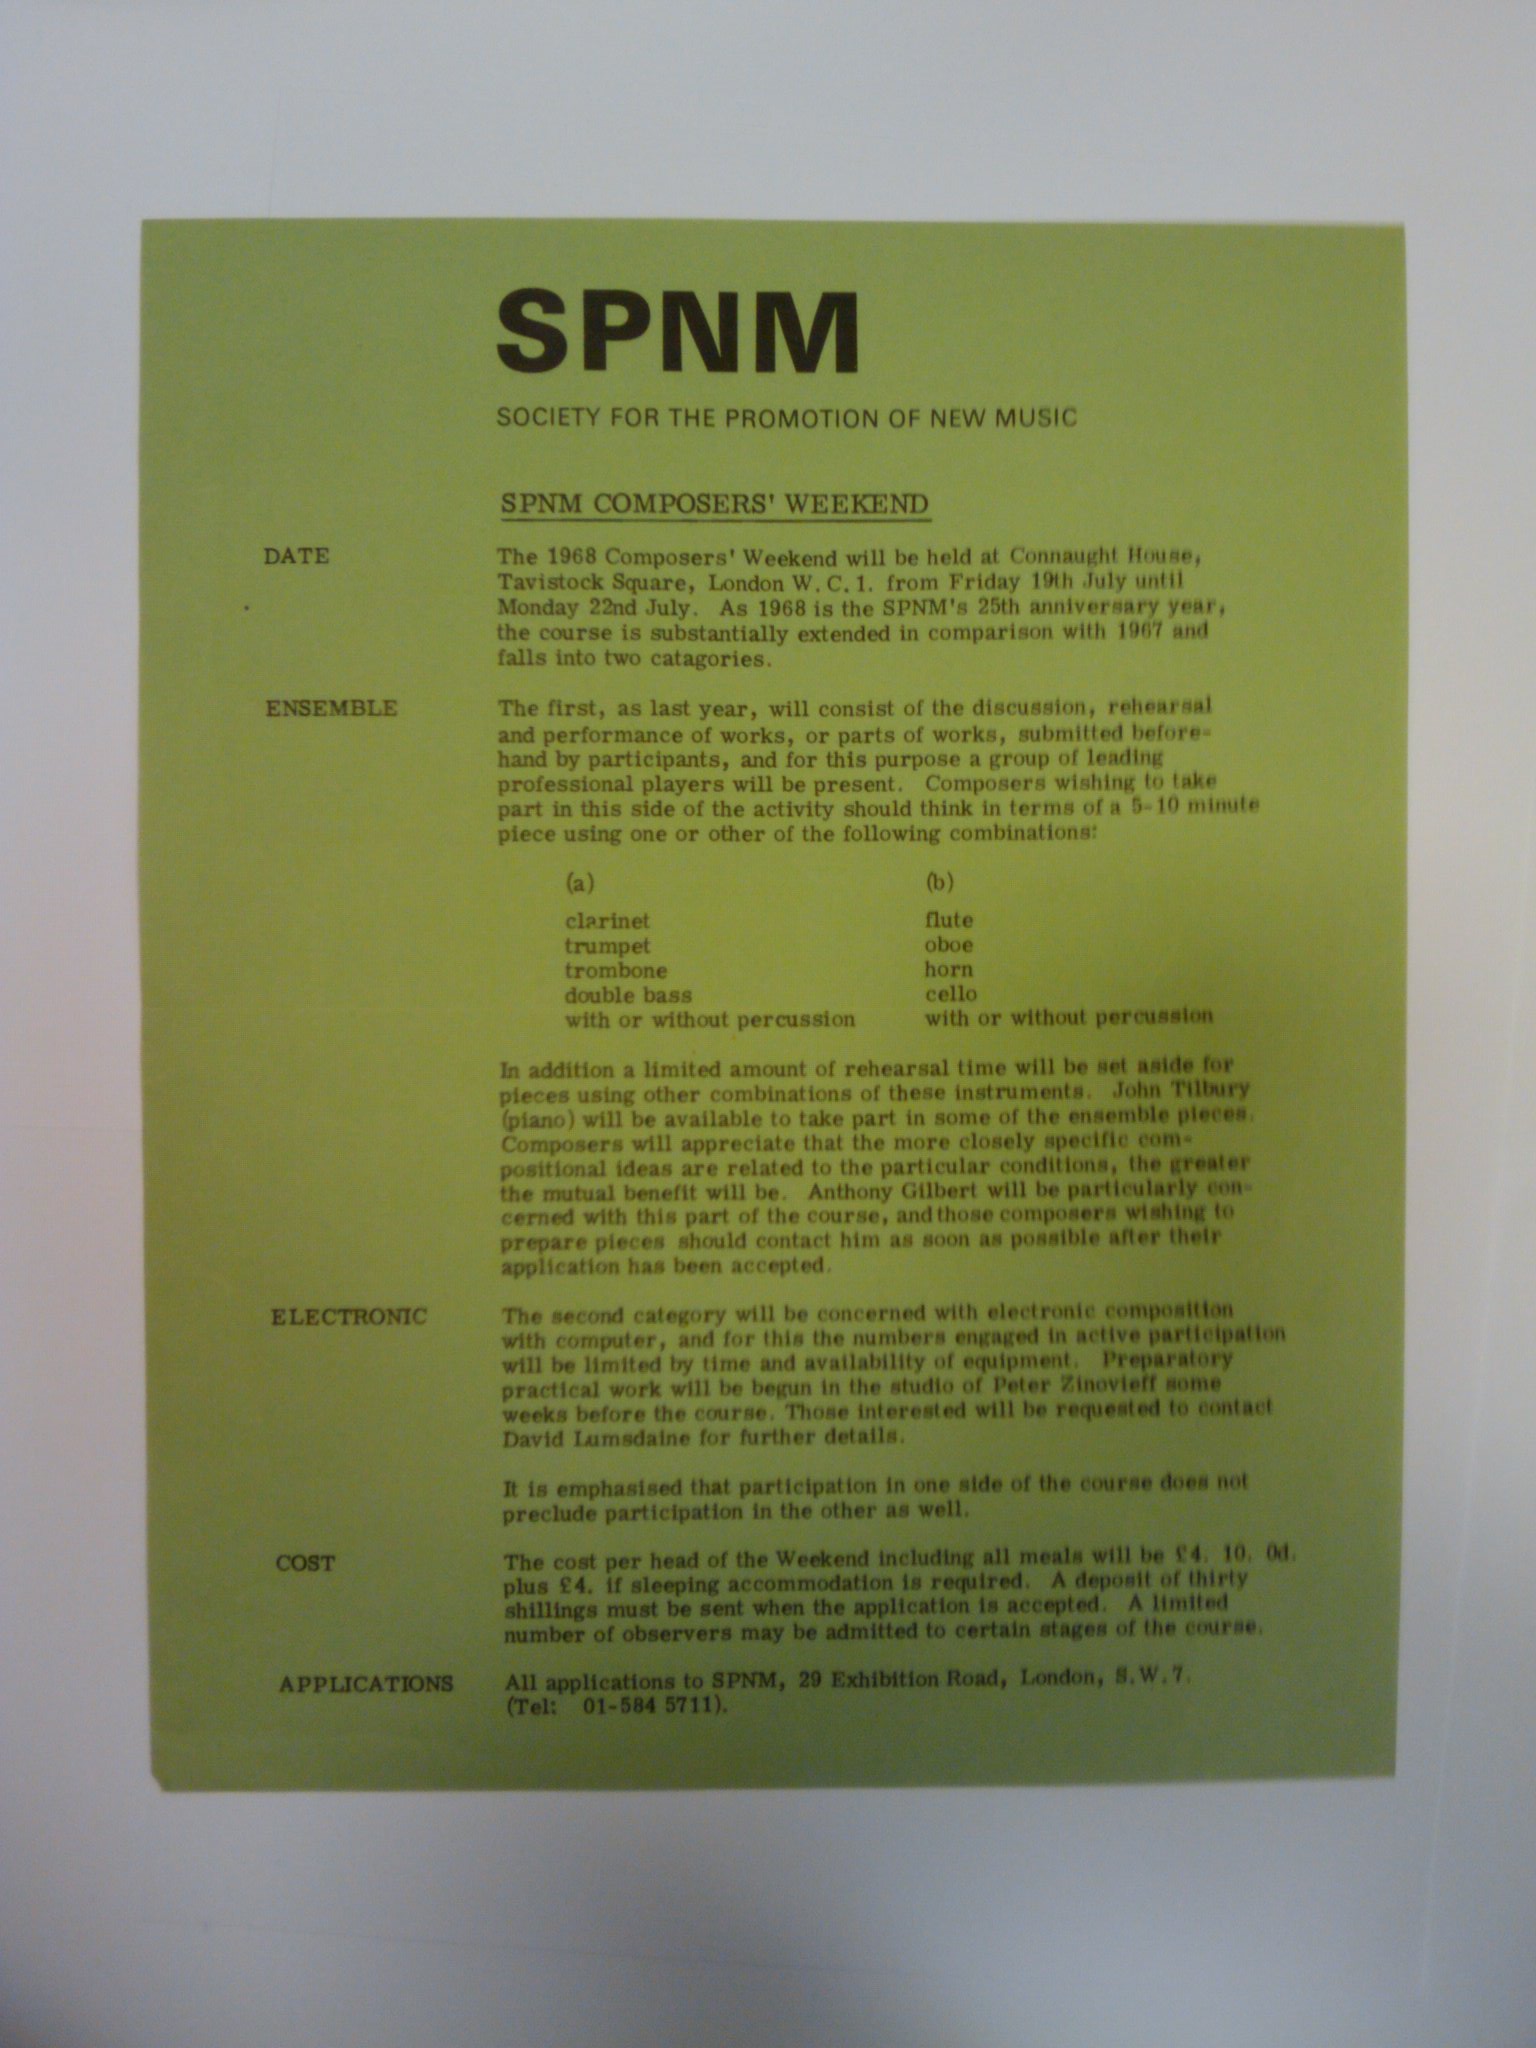 SPNM
SOCIETY FOR THE PROMOTION OF NEW MUSIC
SPNM COMPOSERS' WEEKEND
DATE
The 1968 Composers' Weekend will be held at Connaught House,
Tavistock Square, London W.C.1. from Friday 19th July until
Monday 22nd July. As 1968 is the SPNM's 25th anniversary year,
the course is substantially extended in comparison with 1967 and
falls into two catagories.
ENSEMBLE
The first, as last year, will consist of the discussion, rehearsal
and performance of works, or parts of works, submitted before-
hand by participants, and for this purpose a group of leading
professional players will be present. Composers wishing to take
part in this side of the activity should think in terms of a 5-10 minute
piece using one or other of the following combinations:
(a)
clarinet
trumpet
trombone
double bass
with or without percussion
(b)
flute
oboe
horn
cello
with or without percussion
In addition a limited amount of rehearsal time will be set aside for
pieces using other combinations of these instruments. John Tilbury
(piano) will be available to take part in some of the ensemble pieces.
Composers will appreciate that the more closely specific com-
positional ideas are related to the particular conditions, the greater
the mutual benefit will be. Anthony Gilbert will be particularly con-
cerned with this part of the course, and those composers wishing to
prepare pieces should contact him as soon as possible after their
application has been accepted.
ELECTRONIC
The second category will be concerned with electronic composition
with computer, and for this the numbers engaged in active participation
will be limited by time and availability of equipment. Preparatory
practical work will be begun in the studio of Peter Zinovieff some
weeks before the course. Those interested will be requested to contact
David Lumsdaine for further details.
It is emphasised that participation in one side of the course does not
preclude participation in the other as well.
COST
The cost per head of the Weekend including all meals will be £4. 10. 0d.
plus £4. if sleeping accommodation is required. A deposit of thirty
shillings must be sent when the application is accepted. A limited
number of observers may be admitted to certain stages of the course.
APPLICATIONS
All applications to SPNM, 29 Exhibition Road, London, S.W.7.
(Tel: 01-584 5711).